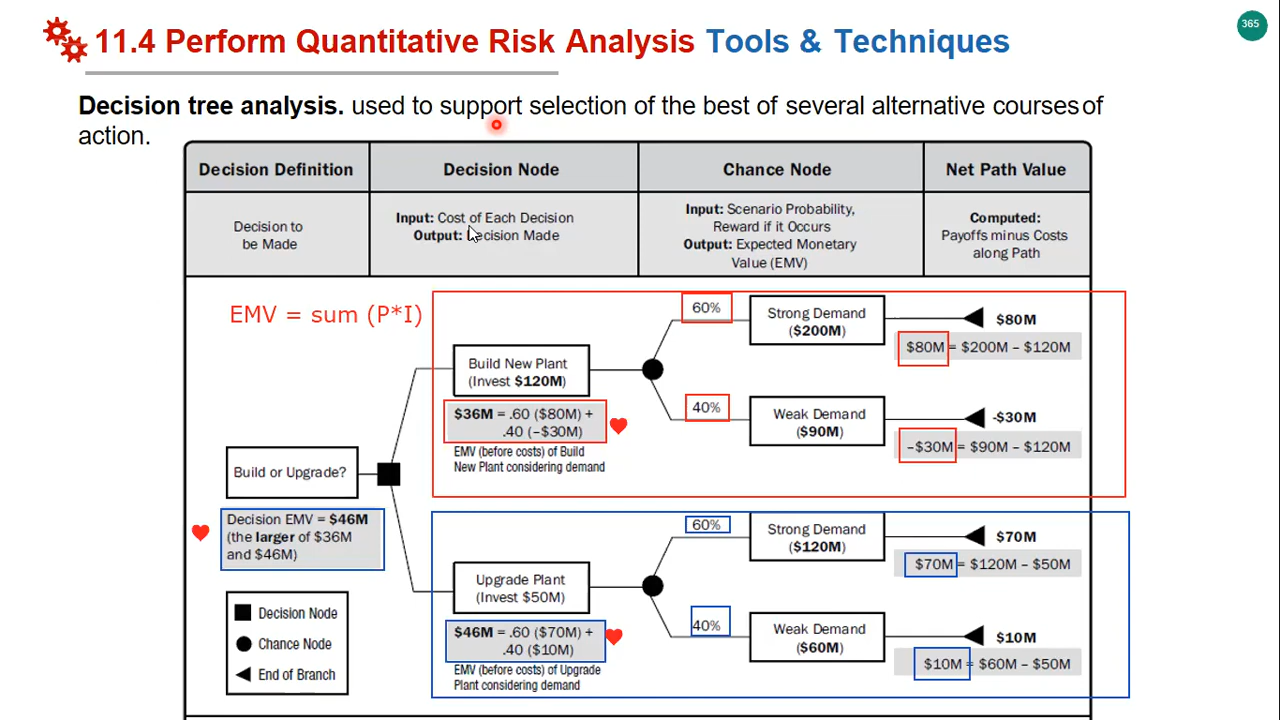 365
11.4 Perform Quantitative Risk Analysis Tools & Techniques
Decision tree analysis. used to support selection of the best of several alternative courses of
action.
Decision Definition
Decision Node
Chance Node
Net Path Value
Decision to
be Made
Input: Cost of Each Decision
Output: Decision Made
Input: Scenario Probability,
Reward if it Occurs
Output: Expected Monetary
Value (EMV)
Computed:
Payoffs minus Costs
along Path
EMV = sum (P*I)
Build or Upgrade?
Decision EMV = $46M
(the larger of $36M
and $46M)
Build New Plant
(Invest $120M)
$36M = .60 ($80M) +
.40 (–$30M)
EMV (before costs) of Build
New Plant considering demand
60%
Strong Demand
($200M)
$80M
$80M = $200M – $120M
40%
Weak Demand
($90M)
-$30M
–$30M = $90M – $120M
Upgrade Plant
(Invest $50M)
$46M = .60 ($70M) +
.40 ($10M)
EMV (before costs) of Upgrade
Plant considering demand
60%
Strong Demand
($120M)
$70M
$70M = $120M – $50M
40%
Weak Demand
($60M)
$10M
$10M = $60M – $50M
Decision Node
Chance Node
End of Branch